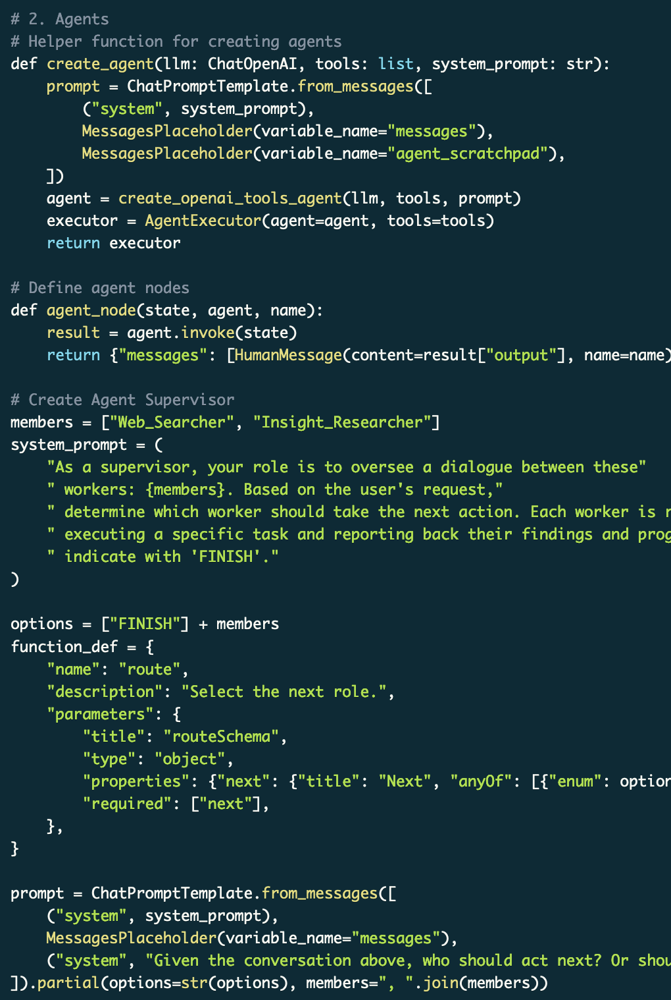 # 2. Agents
# Helper function for creating agents
def create_agent(llm: ChatOpenAI, tools: list, system_prompt: str):
    prompt = ChatPromptTemplate.from_messages([
        ("system", system_prompt),
        MessagesPlaceholder(variable_name="messages"),
        MessagesPlaceholder(variable_name="agent_scratchpad"),
    ])
    agent = create_openai_tools_agent(llm, tools, prompt)
    executor = AgentExecutor(agent=agent, tools=tools)
    return executor

# Define agent nodes
def agent_node(state, agent, name):
    result = agent.invoke(state)
    return {"messages": [HumanMessage(content=result["output"], name=name)

# Create Agent Supervisor
members = ["Web_Searcher", "Insight_Researcher"]
system_prompt = (
    "As a supervisor, your role is to oversee a dialogue between these"
    " workers: {members}. Based on the user's request,"
    " determine which worker should take the next action. Each worker is
    " executing a specific task and reporting back their findings and
    " indicate with 'FINISH'."
)

options = ["FINISH"] + members
function_def = {
    "name": "route",
    "description": "Select the next role.",
    "parameters": {
        "title": "routeSchema",
        "type": "object",
        "properties": {"next": {"title": "Next", "anyOf": [{"enum":
        "required": ["next"],
    },
}

prompt = ChatPromptTemplate.from_messages([
    ("system", system_prompt),
    MessagesPlaceholder(variable_name="messages"),
    ("system", "Given the conversation above, who should act next? Or
]).partial(options=str(options), members=", ".join(members))